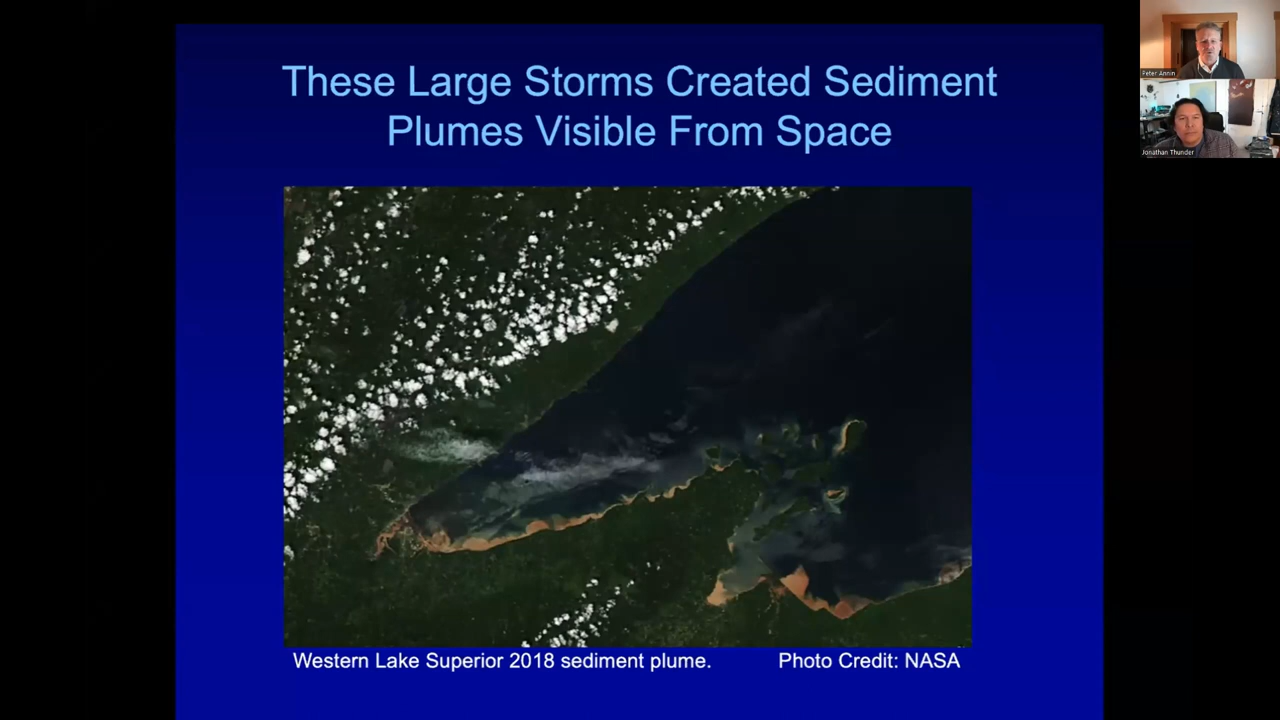 These Large Storms Created Sediment
Plumes Visible From Space
Peter Annin
Jonathan Thunder
Western Lake Superior 2018 sediment plume.
Photo Credit: NASA